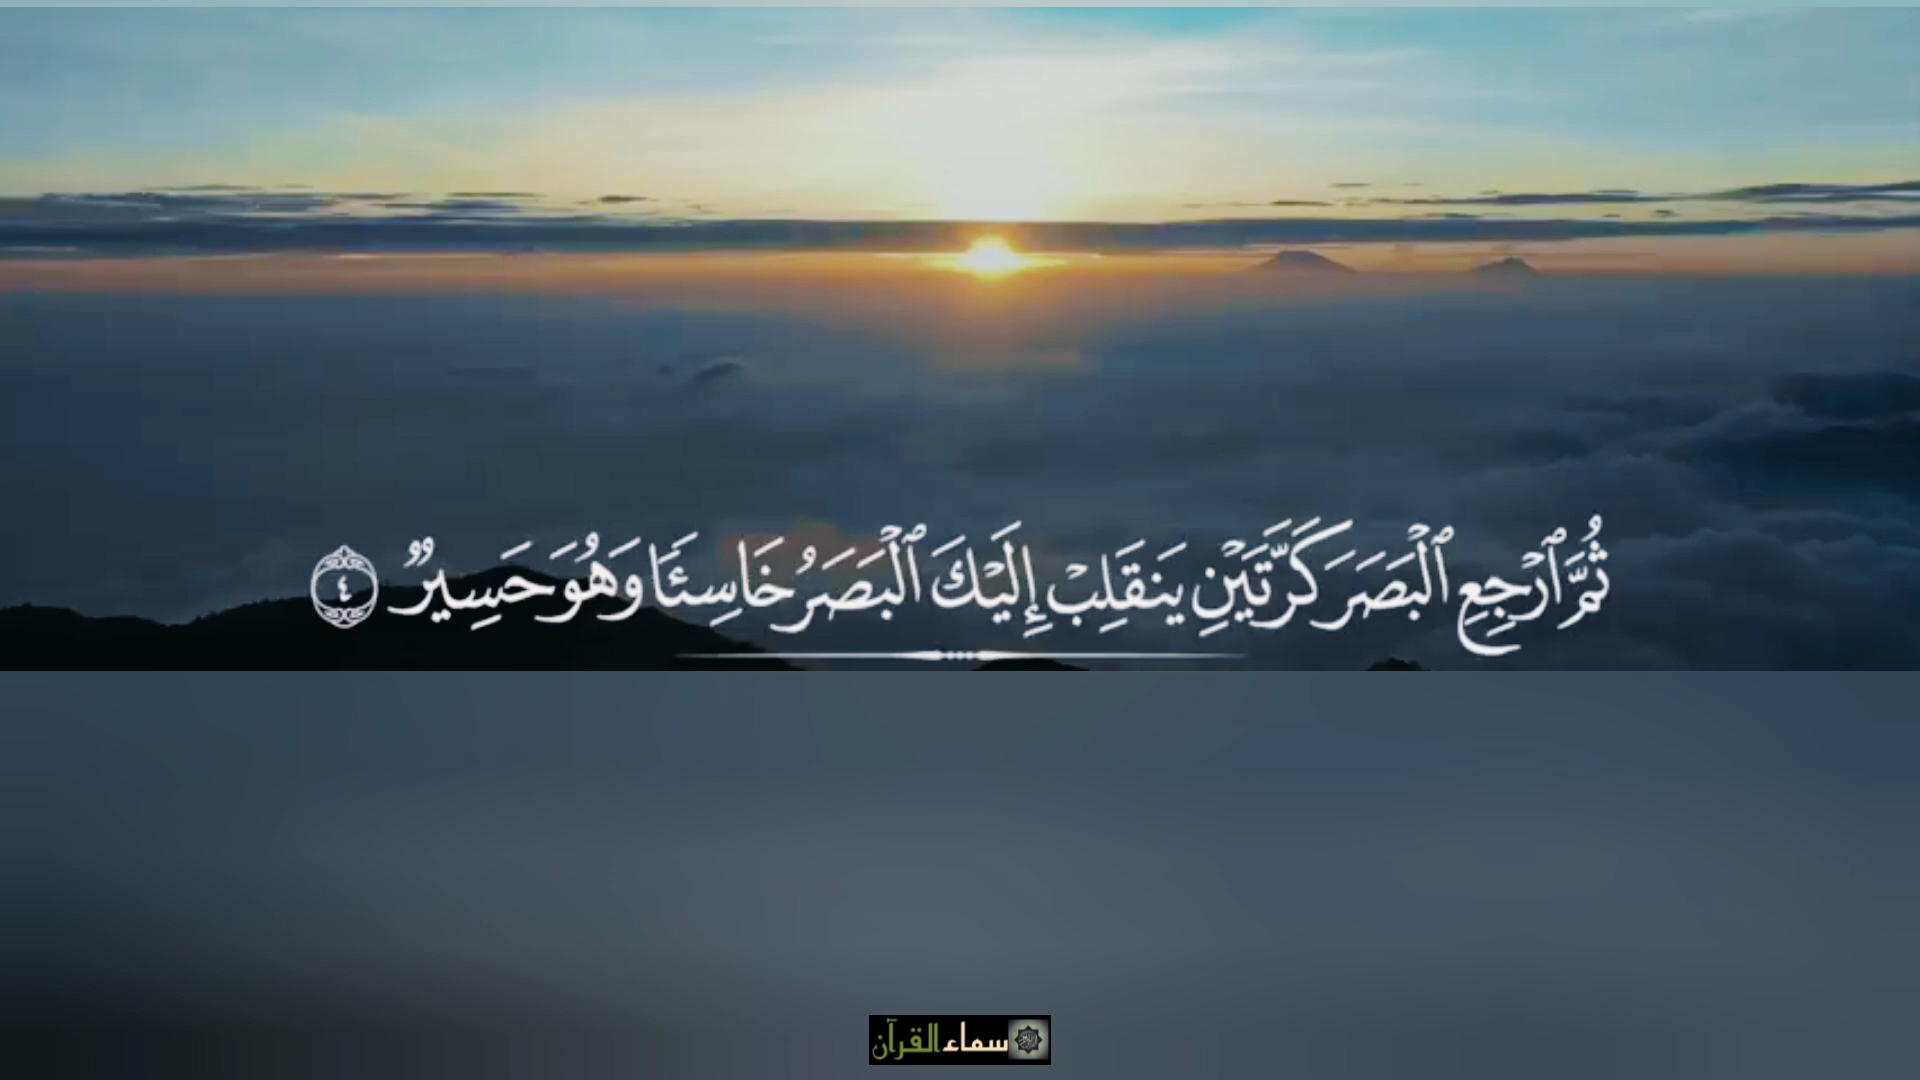 ثُمَّ ٱرْجِعِ ٱلْبَصَرَ كَرَّتَيْنِ يَنقَلِبْ إِلَيْكَ ٱلْبَصَرُ خَاسِئًا وَهُوَ حَسِيرٌ ٤
سماء القرآن